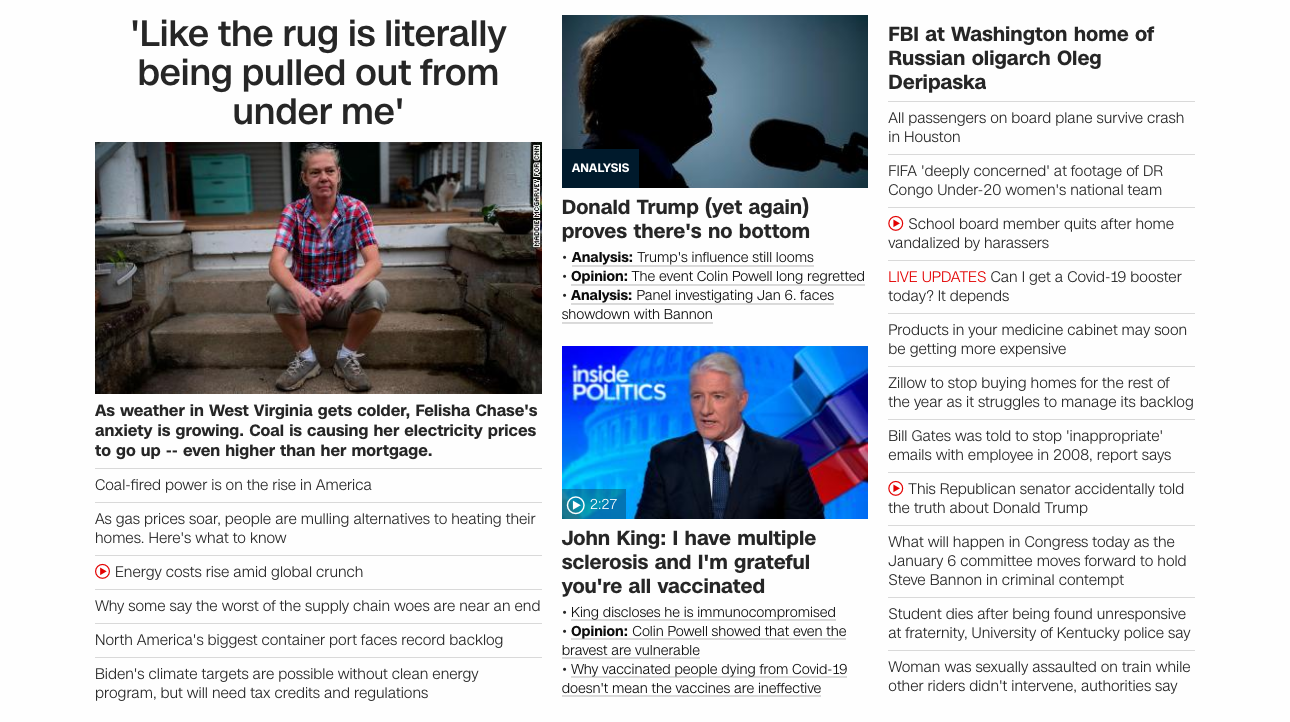 'Like the rug is literally
being pulled out from
under me'
MADDIE MCGARVEY FOR CNN
As weather in West Virginia gets colder, Felisha Chase's
anxiety is growing. Coal is causing her electricity prices
to go up -- even higher than her mortgage.
Coal-fired power is on the rise in America
As gas prices soar, people are mulling alternatives to heating their
homes. Here's what to know
Energy costs rise amid global crunch
Why some say the worst of the supply chain woes are near an end
North America's biggest container port faces record backlog
Biden's climate targets are possible without clean energy
program, but will need tax credits and regulations
ANALYSIS
Donald Trump (yet again)
proves there's no bottom
• Analysis: Trump's influence still looms
• Opinion: The event Colin Powell long regretted
• Analysis: Panel investigating Jan 6. faces
showdown with Bannon
inside
POLITICS
2:27
John King: I have multiple
sclerosis and I'm grateful
you're all vaccinated
• King discloses he is immunocompromised
• Opinion: Colin Powell showed that even the
bravest are vulnerable
• Why vaccinated people dying from Covid-19
doesn't mean the vaccines are ineffective
FBI at Washington home of
Russian oligarch Oleg
Deripaska
All passengers on board plane survive crash
in Houston
FIFA 'deeply concerned' at footage of DR
Congo Under-20 women's national team
School board member quits after home
vandalized by harassers
LIVE UPDATES Can I get a Covid-19 booster
today? It depends
Products in your medicine cabinet may soon
be getting more expensive
Zillow to stop buying homes for the rest of
the year as it struggles to manage its backlog
Bill Gates was told to stop 'inappropriate'
emails with employee in 2008, report says
This Republican senator accidentally told
the truth about Donald Trump
What will happen in Congress today as the
January 6 committee moves forward to hold
Steve Bannon in criminal contempt
Student dies after being found unresponsive
at fraternity, University of Kentucky police say
Woman was sexually assaulted on train while
other riders didn't intervene, authorities say